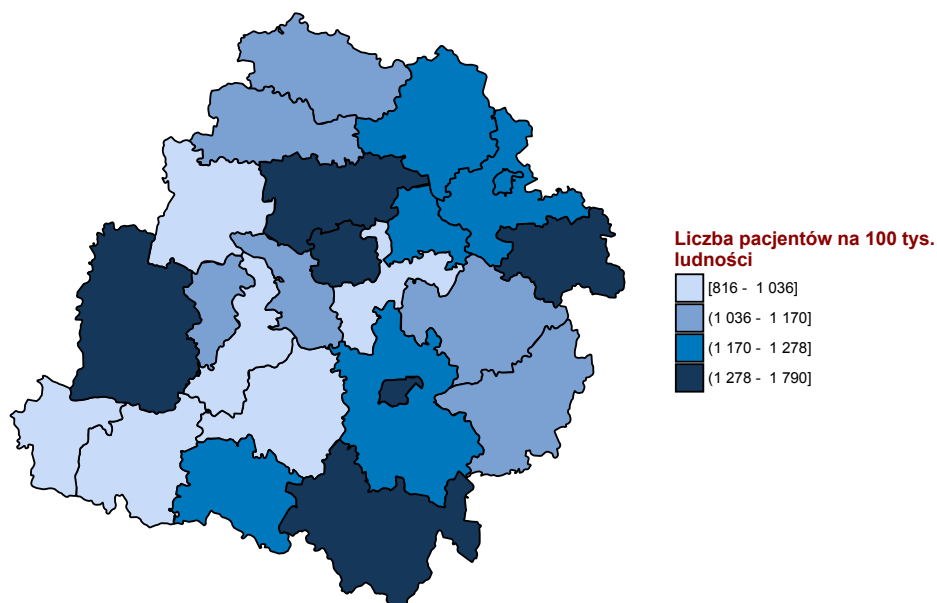 Liczba pacjentów na 100 tys.
ludności
[816 - 1 036]
(1 036 - 1 170]
(1 170 - 1 278]
(1 278 - 1 790]